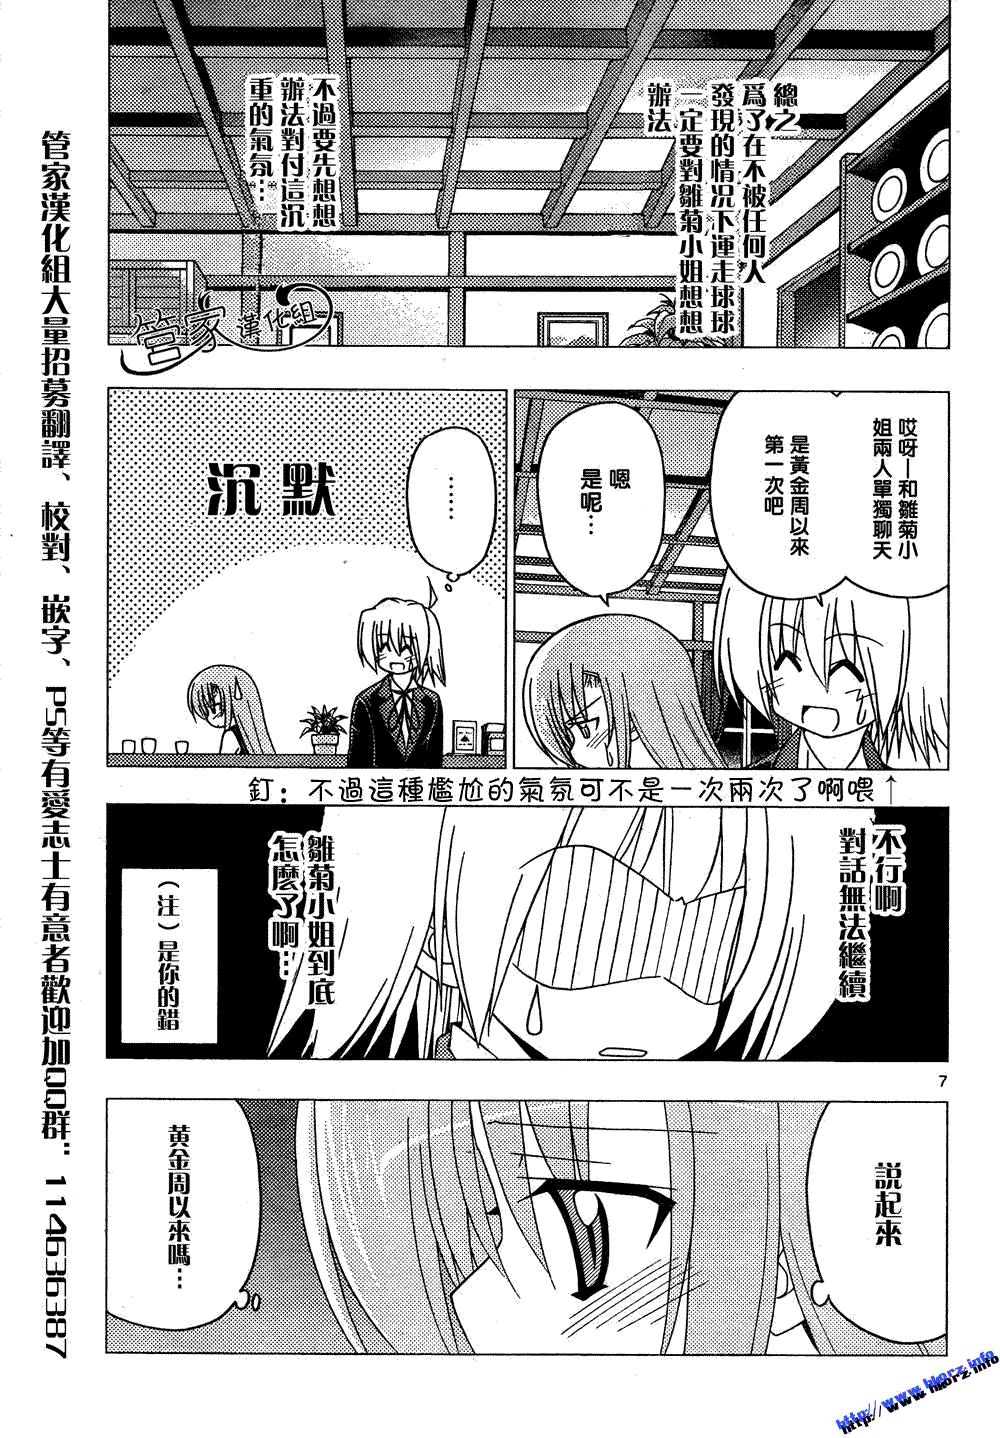 總之
爲了在不被任何人
發現的情况下運走球球
一定要對雛菊小姐想想
辦法
不過要先想想
辦法對付這沉
重的氣氛…
管家漢化組
哎呀—和雛菊小
姐兩人單獨聊天
是黃金周以來
第一次吧
嗯
是呢…
……
沉默
釘：不過這種尷尬的氣氛可不是一次兩次了啊喂↑
不行啊
對話無法繼續
雛菊小姐到底
怎麼了啊…
（注）是你的錯
7
說起來
黃金周以來嗎…
管家漢化組大量招募翻譯、校對、嵌字、PS等有愛志士有意者歡迎加QQ群：11463638​7
http://www.hkorz.info